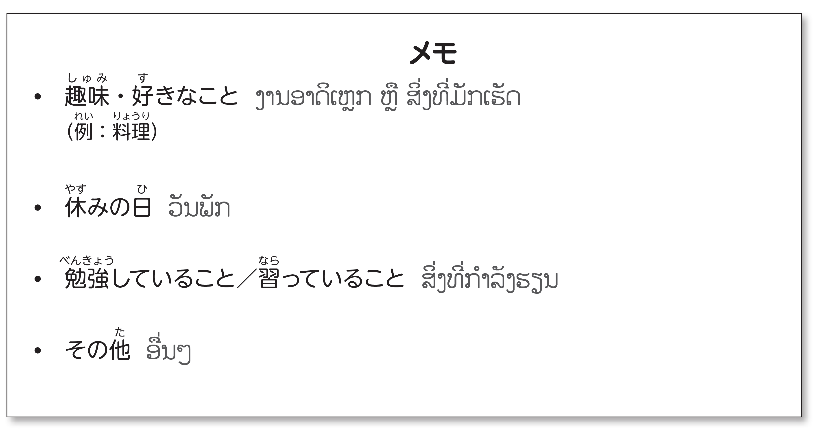 メモ
しゅみ す
• 趣味・好きなこと ງານອາດິເຫຼກ ຫຼື ສິ່ງທີ່ມັກເຮັດ
れい りょうり
(例：料理)
やす ひ
• 休みの日 ວັນພັກ
べんきょう なら
• 勉強していること／習っていること ສິ່ງທີ່ກຳລັງຮຽນ
た
• その他 ອື່ນໆ